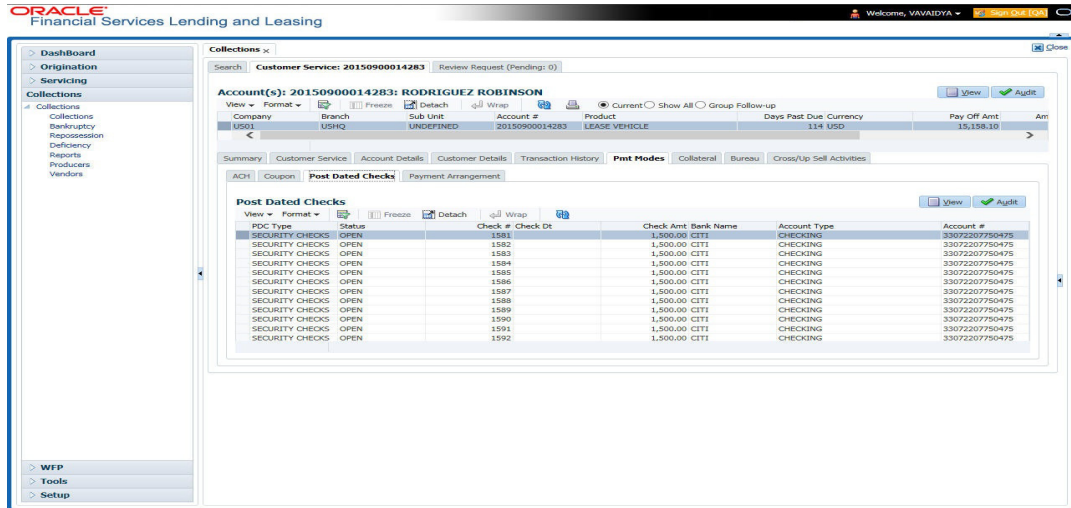 ORACLE
Financial Services Lending and Leasing
Welcome, VAVAIDYA
Sign Out [QA]
DashBoard
Origination
Servicing
Collections
Collections
Collections
Bankruptcy
Repossession
Deficiency
Reports
Producers
Vendors
WFP
Tools
Setup
Collections
Close
Search Customer Service: 20150900014283 Review Request (Pending: 0)
Account(s): 20150900014283: RODRIGUEZ ROBINSON
View Audit
View Format Freeze Detach Wrap Current Show All Group Follow-up
Company Branch Sub Unit Account # Product Days Past Due Currency Pay Off Amt Am
US01 USHQ UNDEFINED 20150900014283 LEASE VEHICLE 114 USD 15,158.10
Summary Customer Service Account Details Customer Details Transaction History Pmt Modes Collateral Bureau Cross/Up Sell Activities
ACH Coupon Post Dated Checks Payment Arrangement
Post Dated Checks
View Audit
View Format Freeze Detach Wrap
PDC Type Status Check # Check Dt Check Amt Bank Name Account Type Account #
SECURITY CHECKS OPEN 1581 1,500.00 CITI CHECKING 33072207750475
SECURITY CHECKS OPEN 1582 1,500.00 CITI CHECKING 33072207750475
SECURITY CHECKS OPEN 1583 1,500.00 CITI CHECKING 33072207750475
SECURITY CHECKS OPEN 1584 1,500.00 CITI CHECKING 33072207750475
SECURITY CHECKS OPEN 1585 1,500.00 CITI CHECKING 33072207750475
SECURITY CHECKS OPEN 1586 1,500.00 CITI CHECKING 33072207750475
SECURITY CHECKS OPEN 1587 1,500.00 CITI CHECKING 33072207750475
SECURITY CHECKS OPEN 1588 1,500.00 CITI CHECKING 33072207750475
SECURITY CHECKS OPEN 1589 1,500.00 CITI CHECKING 33072207750475
SECURITY CHECKS OPEN 1590 1,500.00 CITI CHECKING 33072207750475
SECURITY CHECKS OPEN 1591 1,500.00 CITI CHECKING 33072207750475
SECURITY CHECKS OPEN 1592 1,500.00 CITI CHECKING 33072207750475